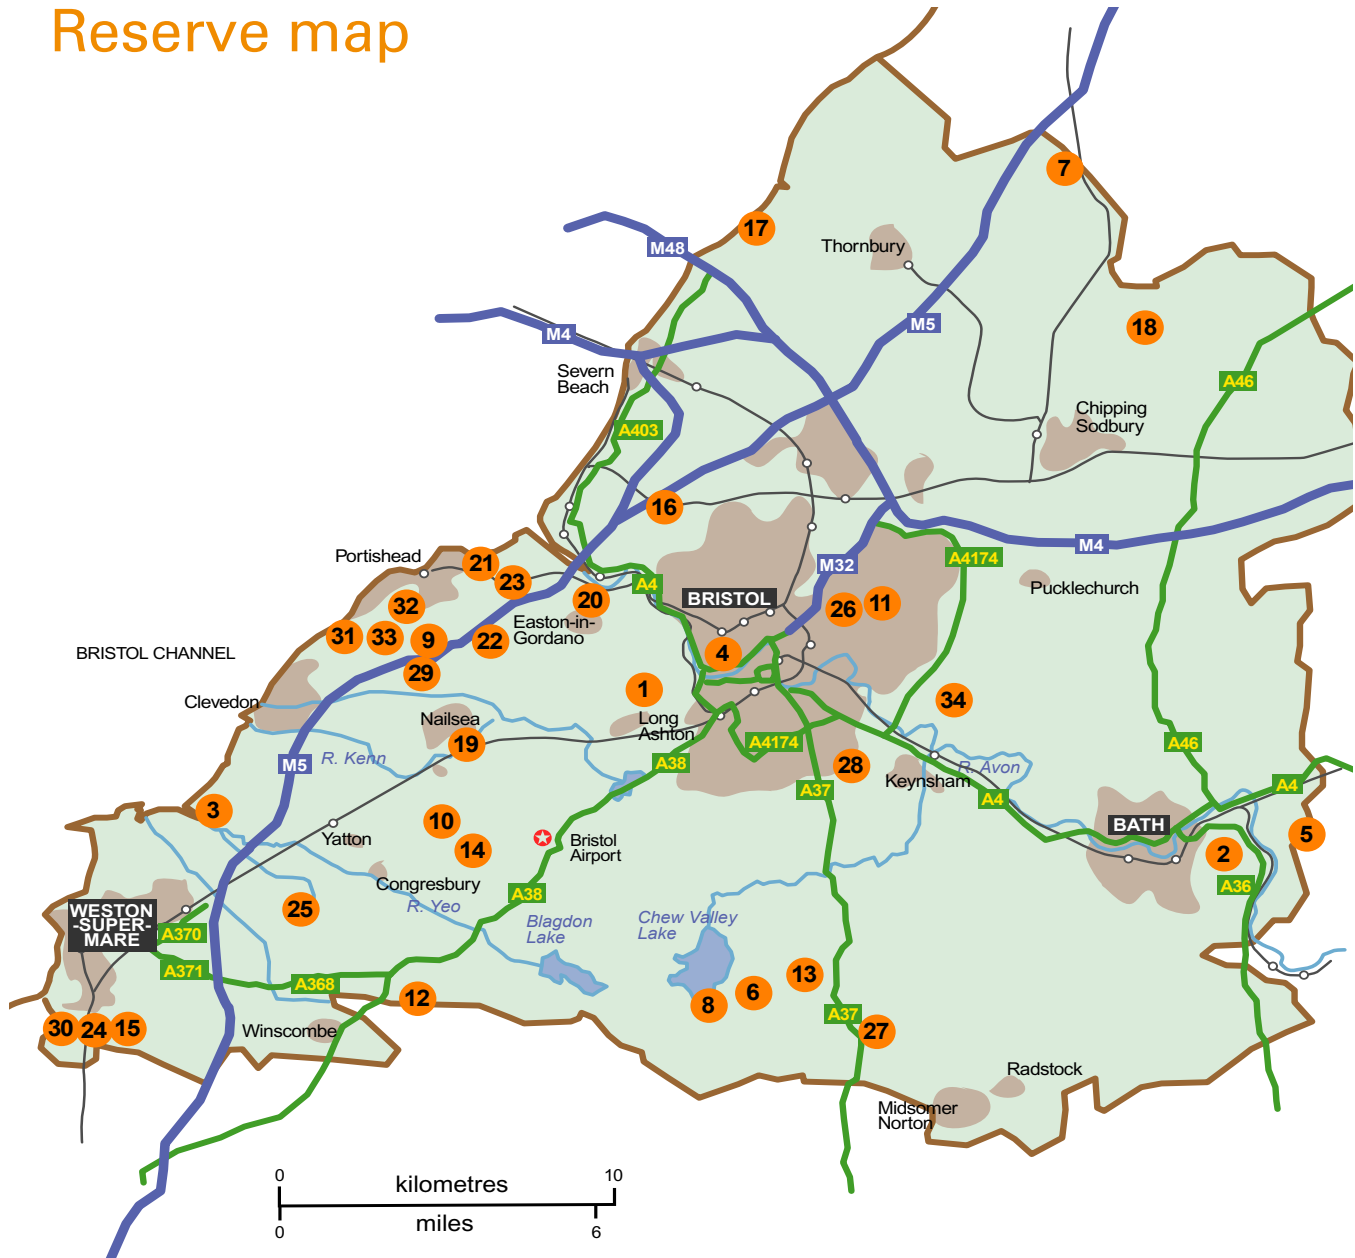 Reserve map
7
17
Thornbury
M48
M5
18
M4
Severn
Beach
A46
Chipping
Sodbury
A403
16
M4
A4174
Portishead
21
M32
23
A4
Pucklechurch
20
BRISTOL
32
26
11
Easton-in-
Gordano
31
33
9
22
4
BRISTOL CHANNEL
29
1
34
Clevedon
Nailsea
Long
Ashton
19
A4174
A46
R. Kenn
M5
A38
28
Keynsham
R. Avon
A37
A4
A4
3
10
BATH
5
Yatton
14
Bristol
Airport
2
Congresbury
A36
A38
R. Yeo
25
WESTON
-SUPER-
MARE
A370
Blagdon
Lake
Chew Valley
Lake
A371
A368
13
12
6
8
A37
30
24
15
Winscombe
27
Radstock
Midsomer
Norton
0
10
kilometres
miles
0
6